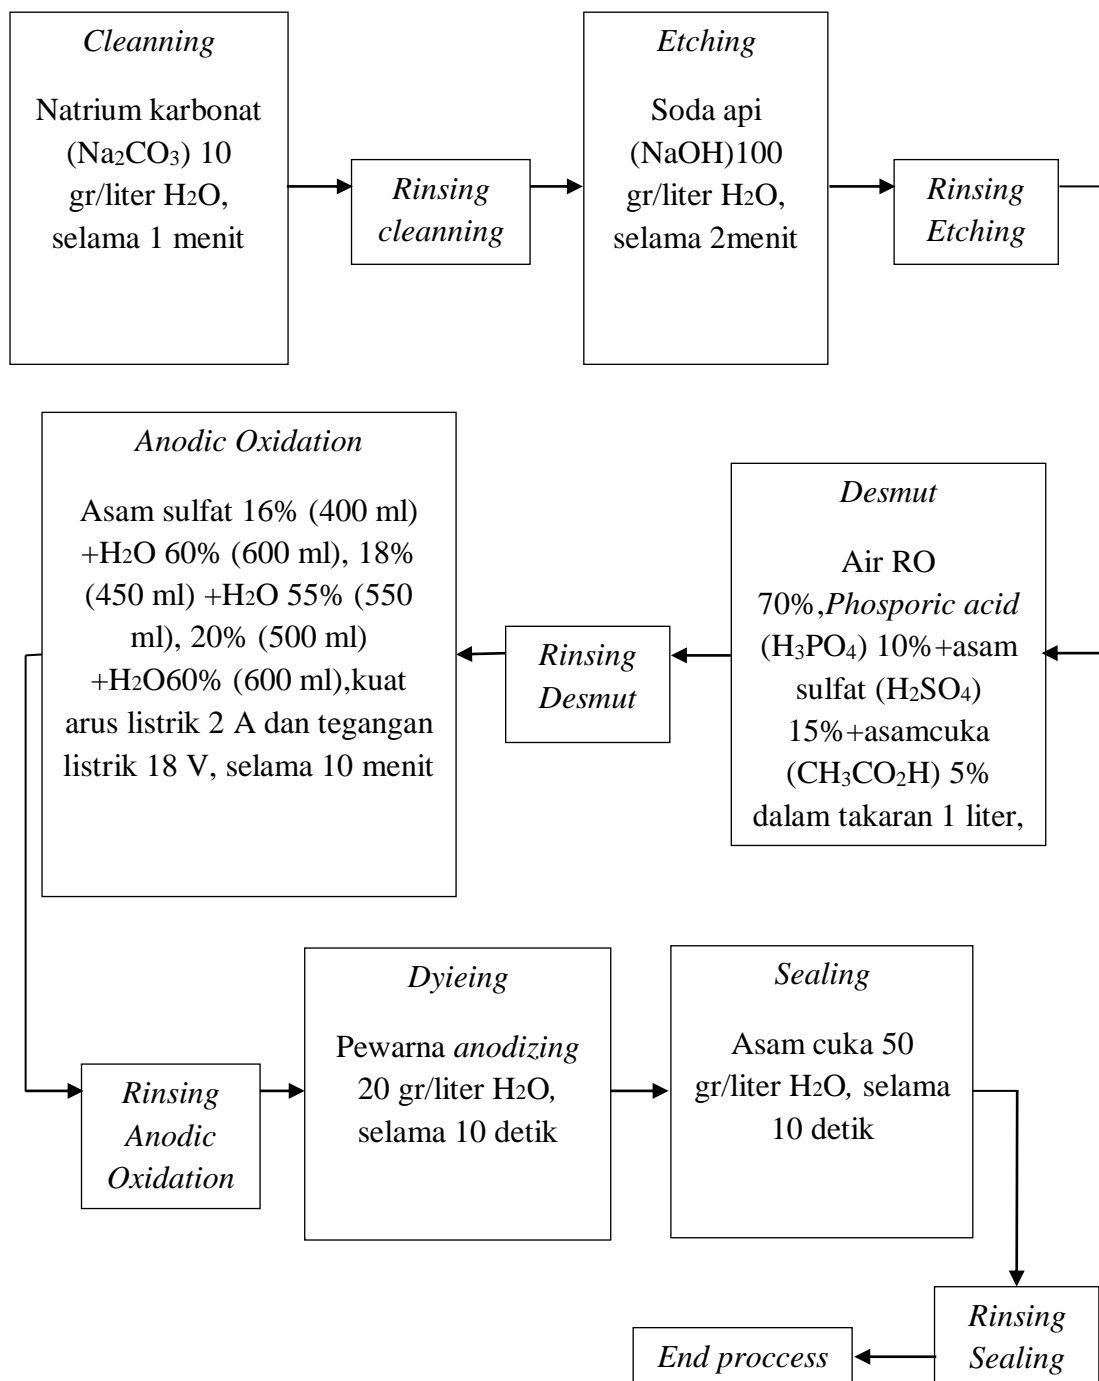 Cleanning
Natrium karbonat
(Na₂CO₃) 10
gr/liter H₂O,
selama 1 menit
Rinsing
cleanning
Etching
Soda api
(NaOH)100
gr/liter H₂O,
selama 2menit
Rinsing
Etching
Desmut
Air RO
70%,Phosporic acid
(H₃PO₄) 10%+asam
sulfat (H₂SO₄)
15%+asamcuka
(CH₃CO₂H) 5%
dalam takaran 1 liter,
Rinsing
Desmut
Anodic Oxidation
Asam sulfat 16% (400 ml)
+H₂O 60% (600 ml), 18%
(450 ml) +H₂O 55% (550
ml), 20% (500 ml)
+H₂O60% (600 ml),kuat
arus listrik 2 A dan tegangan
listrik 18 V, selama 10 menit
Rinsing
Anodic
Oxidation
Dyieing
Pewarna anodizing
20 gr/liter H₂O,
selama 10 detik
Sealing
Asam cuka 50
gr/liter H₂O, selama
10 detik
Rinsing
Sealing
End proccess